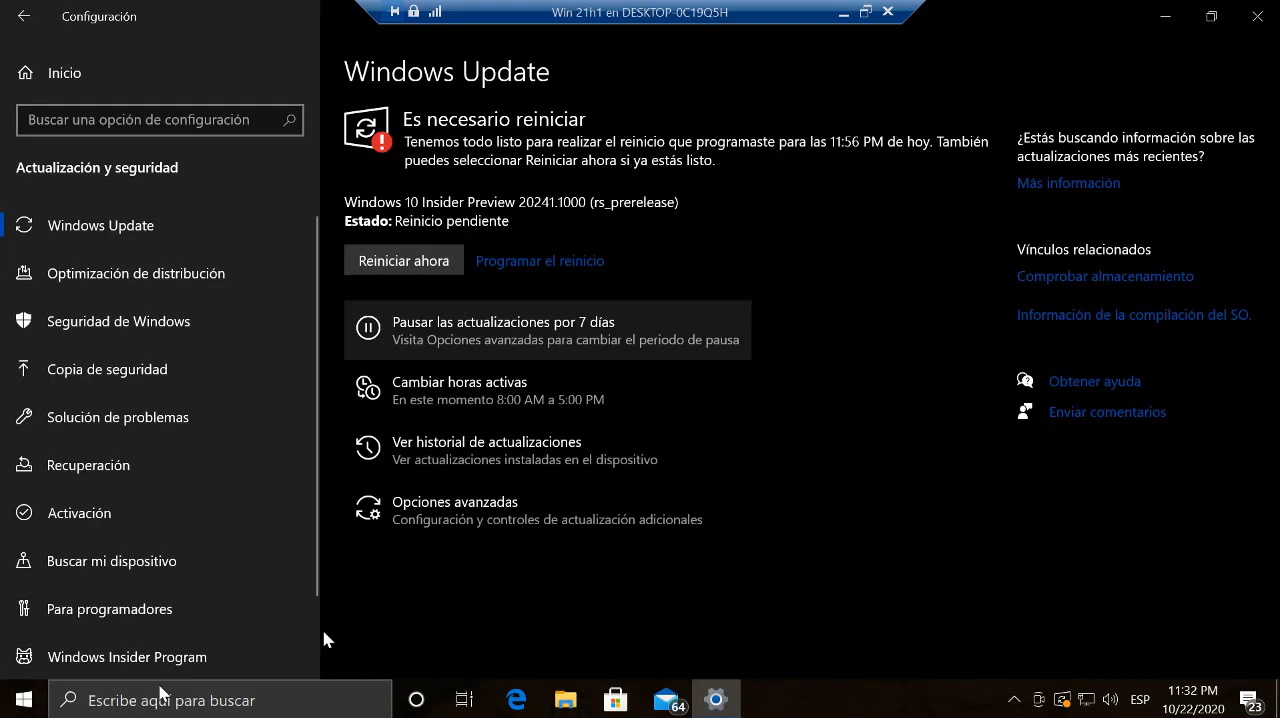 Configuración
Win 21h1 en DESKTOP-0C19Q5H
Inicio
Buscar una opción de configuración
Actualización y seguridad
Windows Update
Optimización de distribución
Seguridad de Windows
Copia de seguridad
Solución de problemas
Recuperación
Activación
Buscar mi dispositivo
Para programadores
Windows Insider Program
Windows Update
Es necesario reiniciar
Tenemos todo listo para realizar el reinicio que programaste para las 11:56 PM de hoy. También
puedes seleccionar Reiniciar ahora si ya estás listo.
Windows 10 Insider Preview 20241.1000 (rs_prerelease)
Estado: Reinicio pendiente
Reiniciar ahora
Programar el reinicio
Pausar las actualizaciones por 7 días
Visita Opciones avanzadas para cambiar el periodo de pausa
Cambiar horas activas
En este momento 8:00 AM a 5:00 PM
Ver historial de actualizaciones
Ver actualizaciones instaladas en el dispositivo
Opciones avanzadas
Configuración y controles de actualización adicionales
¿Estás buscando información sobre las
actualizaciones más recientes?
Más información
Vínculos relacionados
Comprobar almacenamiento
Información de la compilación del SO.
Obtener ayuda
Enviar comentarios
Escribe aquí para buscar
64
ESP
11:32 PM
10/22/2020
23